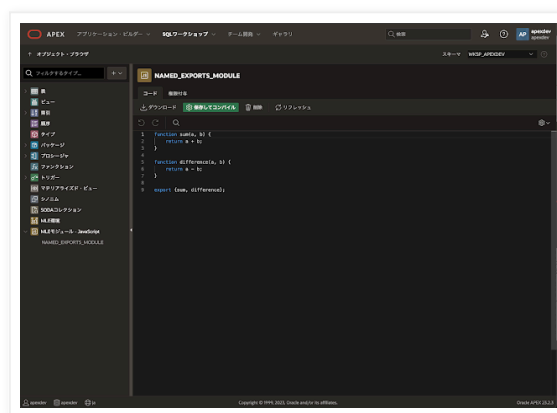 APEX アプリケーション・ビルダー SQLワークショップ チーム開発 ギャラリ 検索 AP apexdev apexdev
オブジェクト・ブラウザ スキーマ WKSP_APEXDEV
フィルタするタイプ...
表
ビュー
索引
順序
タイプ
パッケージ
プロシージャ
ファンクション
トリガー
マテリアライズド・ビュー
シノニム
SODAコレクション
MLE環境
MLEモジュール - JavaScript
NAMED_EXPORTS_MODULE
JS NAMED_EXPORTS_MODULE
コード 権限付与
ダウンロード 保存してコンパイル 削除 リフレッシュ
1 function sum(a, b) {
2 return a + b;
3 }
4
5 function difference(a, b) {
6 return a - b;
7 }
8
9 export {sum, difference};
apexdev apexdev ja Copyright © 1999, 2023, Oracle and/or its affiliates. Oracle APEX 23.2.3